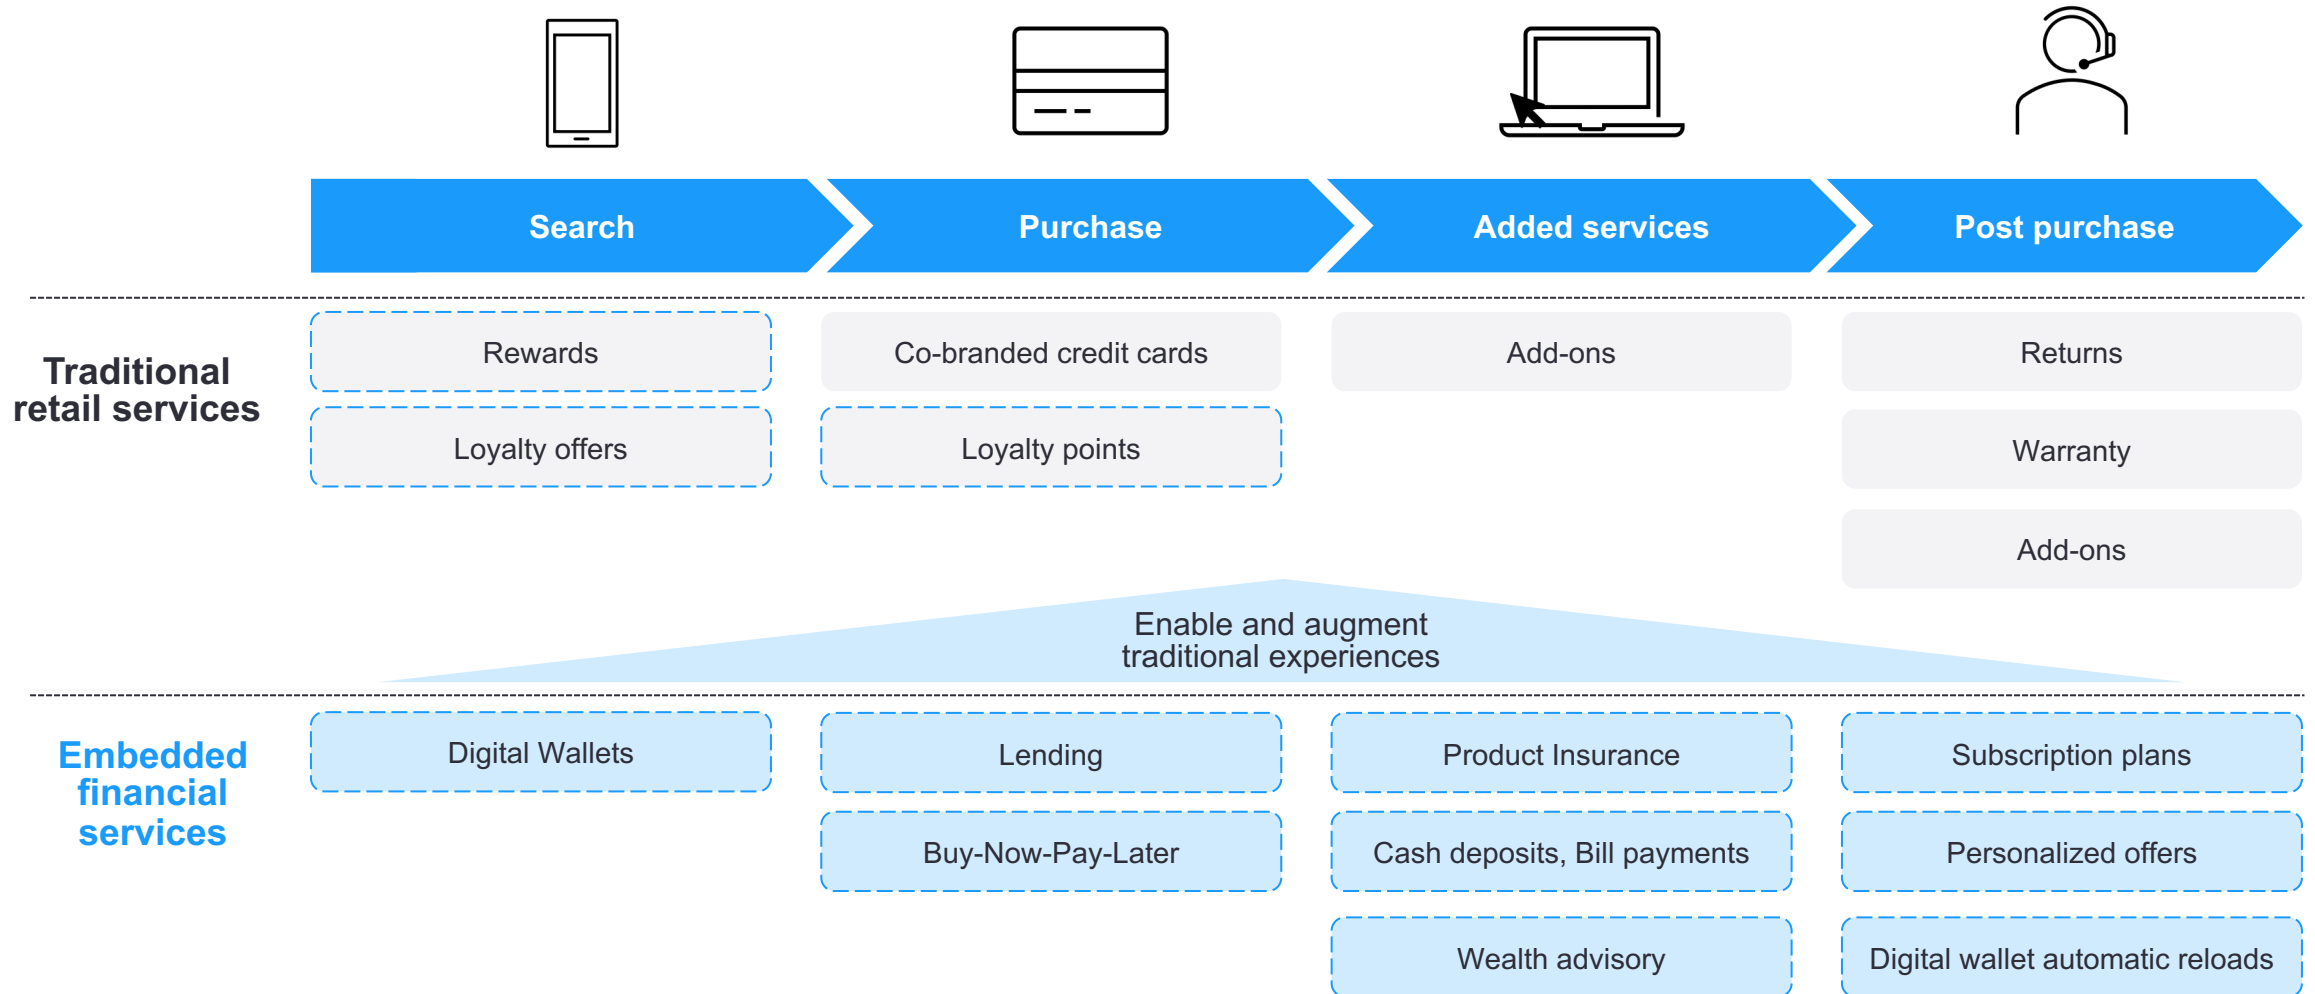 Search
Purchase
Added services
Post purchase
Traditional
retail services
Rewards
Co-branded credit cards
Add-ons
Returns
Loyalty offers
Loyalty points
Warranty
Add-ons
Enable and augment
traditional experiences
Embedded
financial
services
Digital Wallets
Lending
Product Insurance
Subscription plans
Buy-Now-Pay-Later
Cash deposits, Bill payments
Personalized offers
Wealth advisory
Digital wallet automatic reloads